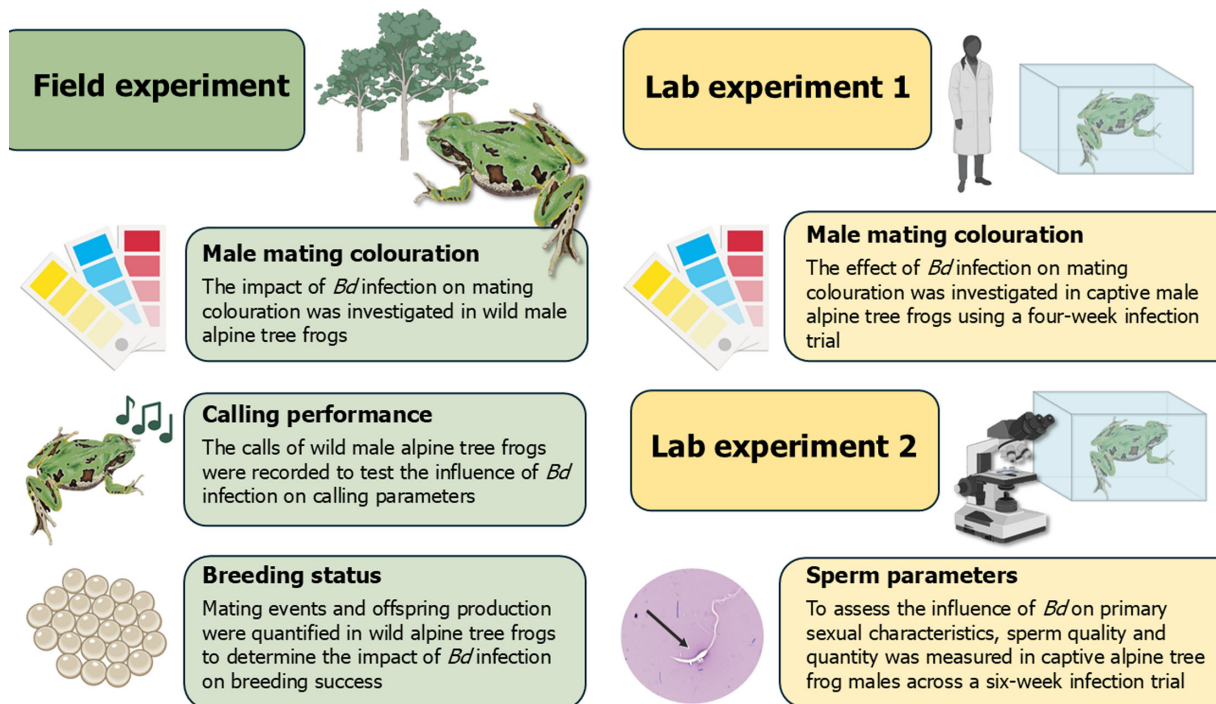 Field experiment
Male mating colouration
The impact of Bd infection on mating
colouration was investigated in wild male
alpine tree frogs
Calling performance
The calls of wild male alpine tree frogs
were recorded to test the influence of Bd
infection on calling parameters
Breeding status
Mating events and offspring production
were quantified in wild alpine tree frogs
to determine the impact of Bd infection
on breeding success
Lab experiment 1
Male mating colouration
The effect of Bd infection on mating
colouration was investigated in captive male
alpine tree frogs using a four-week infection
trial
Lab experiment 2
Sperm parameters
To assess the influence of Bd on primary
sexual characteristics, sperm quality and
quantity was measured in captive alpine tree
frog males across a six-week infection trial